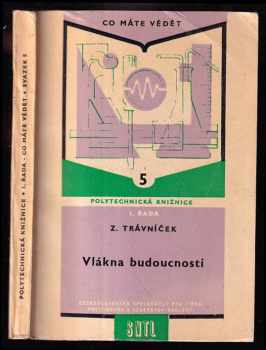 CO MÁTE VĚDĚT
5
POLYTECHNICKÁ KNIŽNICE
I. ŘADA
Z. TRÁVNÍČEK
Vlákna budoucnosti
SNTL
POLYTECHNICKÁ KNIŽNICE • I. ŘADA - CO MÁTE VĚDĚT • SVAZEK 5